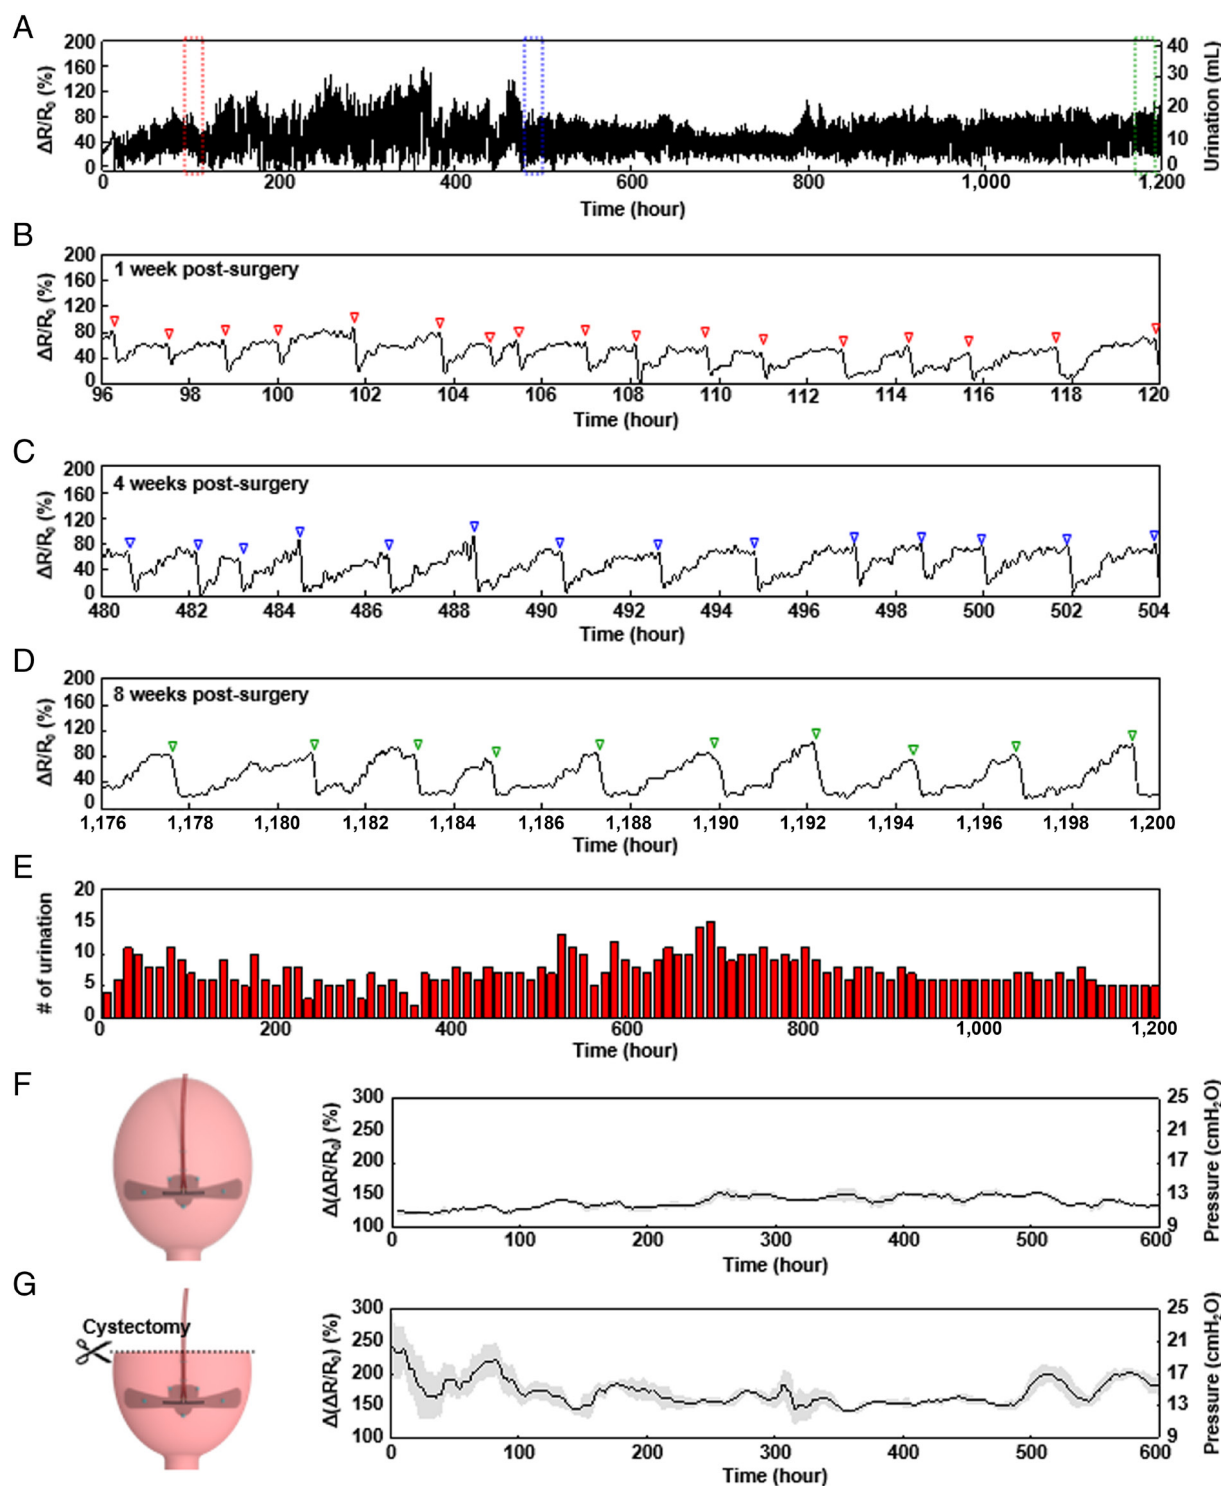 A
200
160
120
80
40
0
ΔR/R₀ (%)
40
30
20
10
0
Urination (mL)
0 200 400 600 800 1,000 1,200
Time (hour)
B
200
160
120
80
40
0
ΔR/R₀ (%)
1 week post-surgery
96 98 100 102 104 106 108 110 112 114 116 118 120
Time (hour)
C
200
160
120
80
40
0
ΔR/R₀ (%)
4 weeks post-surgery
480 482 484 486 488 490 492 494 496 498 500 502 504
Time (hour)
D
200
160
120
80
40
0
ΔR/R₀ (%)
8 weeks post-surgery
1,176 1,178 1,180 1,182 1,184 1,186 1,188 1,190 1,192 1,194 1,196 1,198 1,200
Time (hour)
E
20
15
10
5
0
# of urination
0 200 400 600 800 1,000 1,200
Time (hour)
F
300
250
200
150
100
Δ(ΔR/R₀) (%)
25
21
17
13
9
Pressure (cmH₂O)
0 100 200 300 400 500 600
Time (hour)
G
Cystectomy
300
250
200
150
100
Δ(ΔR/R₀) (%)
25
21
17
13
9
Pressure (cmH₂O)
0 100 200 300 400 500 600
Time (hour)